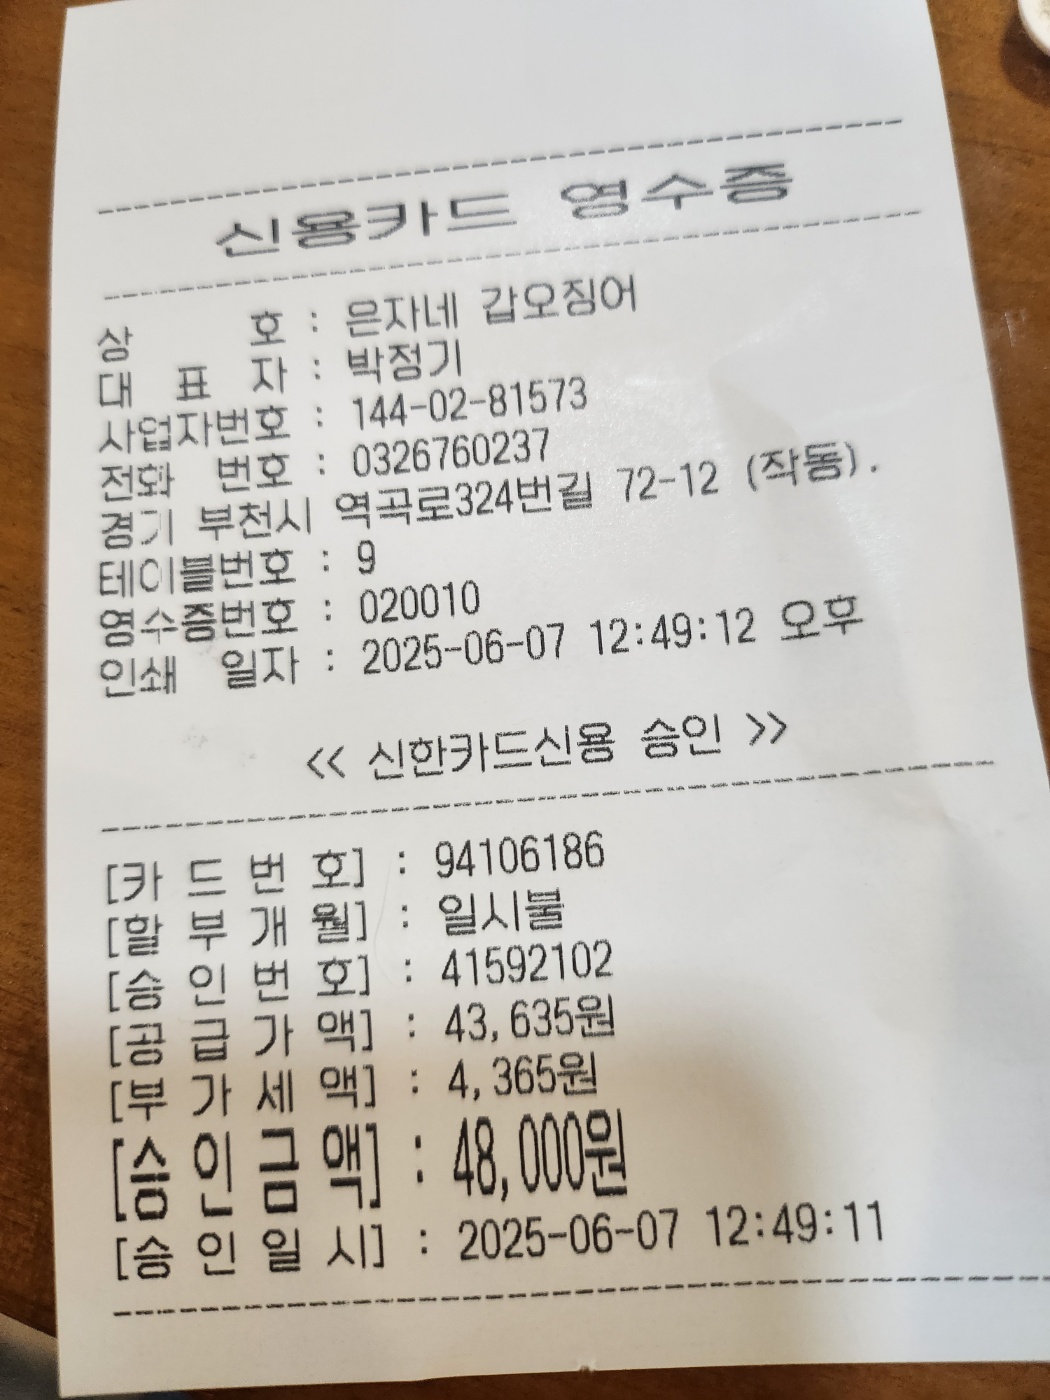 신용카드 영수증
상 호 : 은자네 갑오징어
대 표 자 : 박정기
사업자번호 : 144-02-81573
전화 번호 : 0326760237
경기 부천시 역곡로324번길 72-12 (작동).
테이블번호 : 9
영수증번호 : 020010
인쇄 일자 : 2025-06-07 12:49:12 오후
<< 신한카드신용 승인 >>
[카 드 번 호] : 94106186
[할 부 개 월] : 일시불
[승 인 번 호] : 41592102
[공 급 가 액] : 43,635원
[부 가 세 액] : 4,365원
[승 인 금 액] : 48,000원
[승 인 일 시] : 2025-06-07 12:49:11